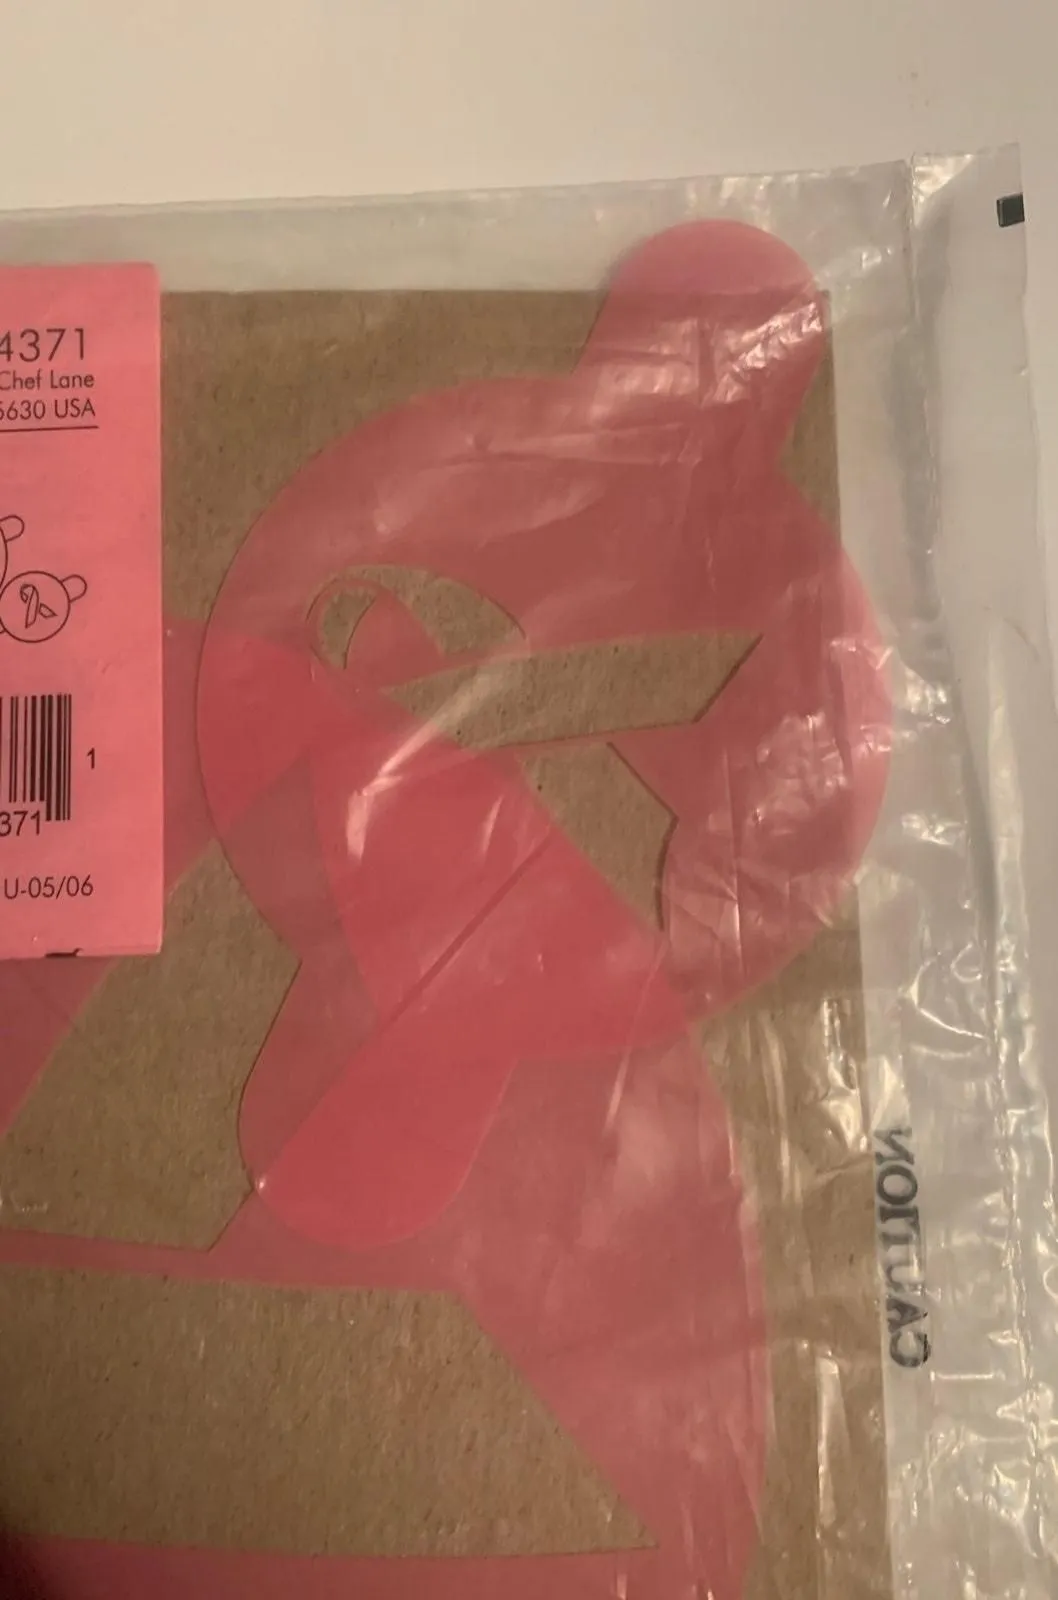 4371
Chef Lane
5630 USA
1
371
U-05/06
CAUTION